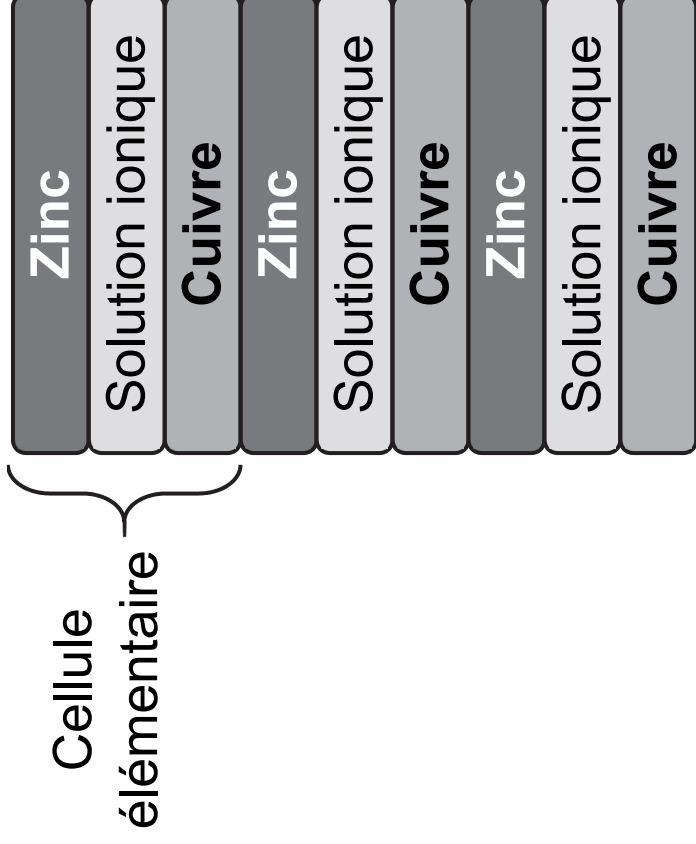 Cellule
élémentaire
Zinc
Solution ionique
Cuivre
Zinc
Solution ionique
Cuivre
Zinc
Solution ionique
Cuivre